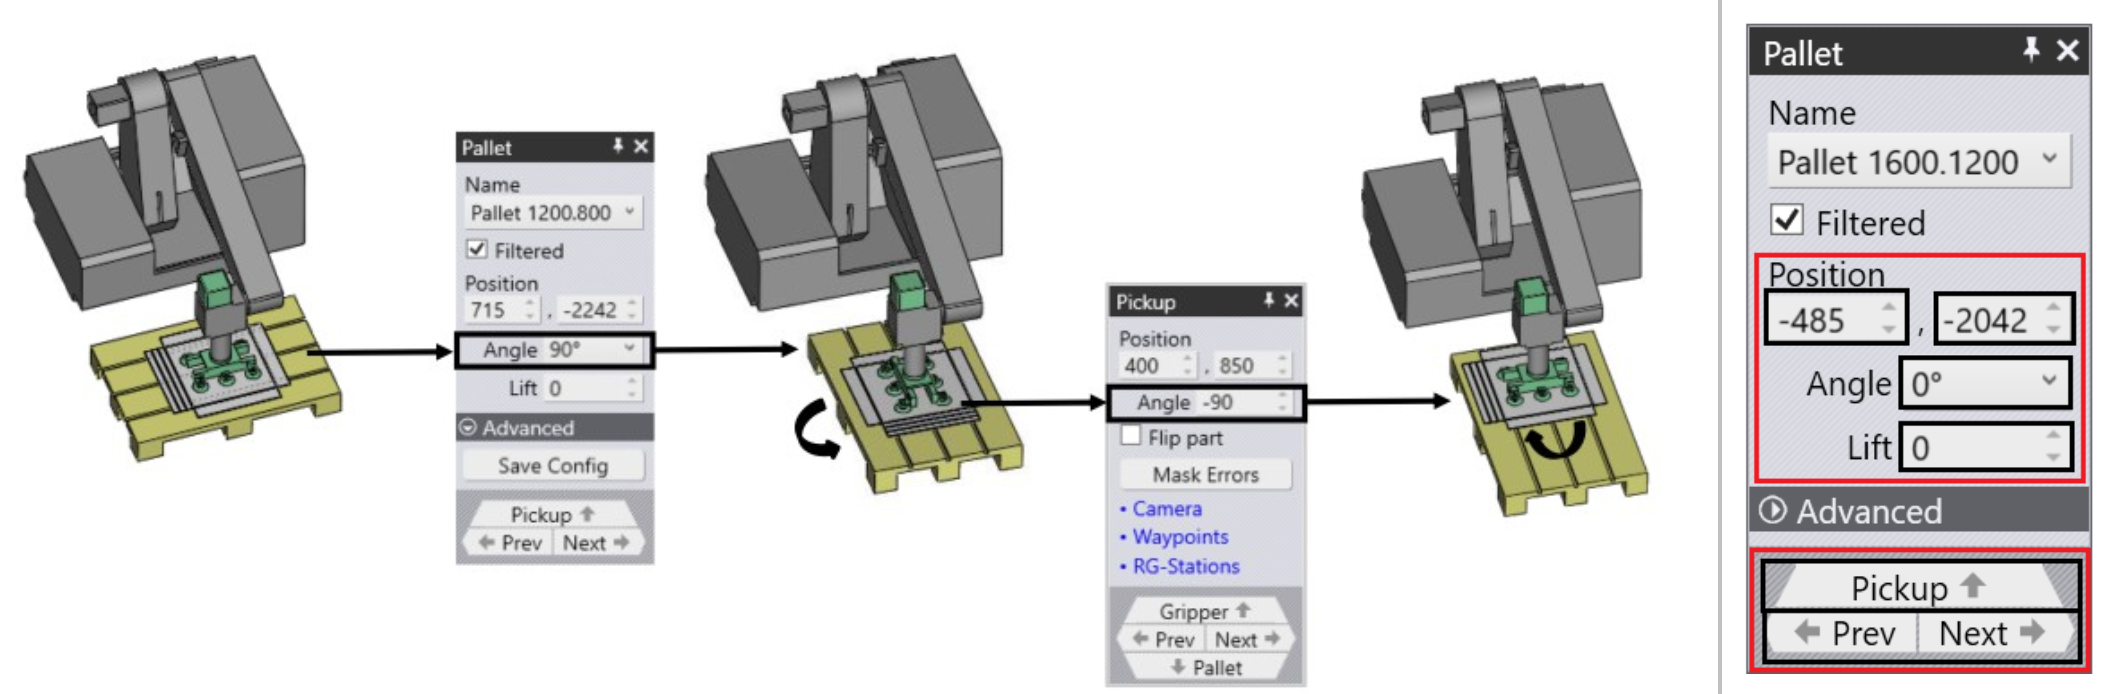 Pallet
Name
Pallet 1200.800
Filtered
Position
715 , -2242
Angle 90°
Lift 0
Advanced
Save Config
Pickup
Prev Next
Pickup
Position
400 , 850
Angle -90
Flip part
Mask Errors
• Camera
• Waypoints
• RG-Stations
Gripper
Prev Next
Pallet
Pallet
Name
Pallet 1600.1200
Filtered
Position
-485 , -2042
Angle 0°
Lift 0
Advanced
Pickup
Prev Next